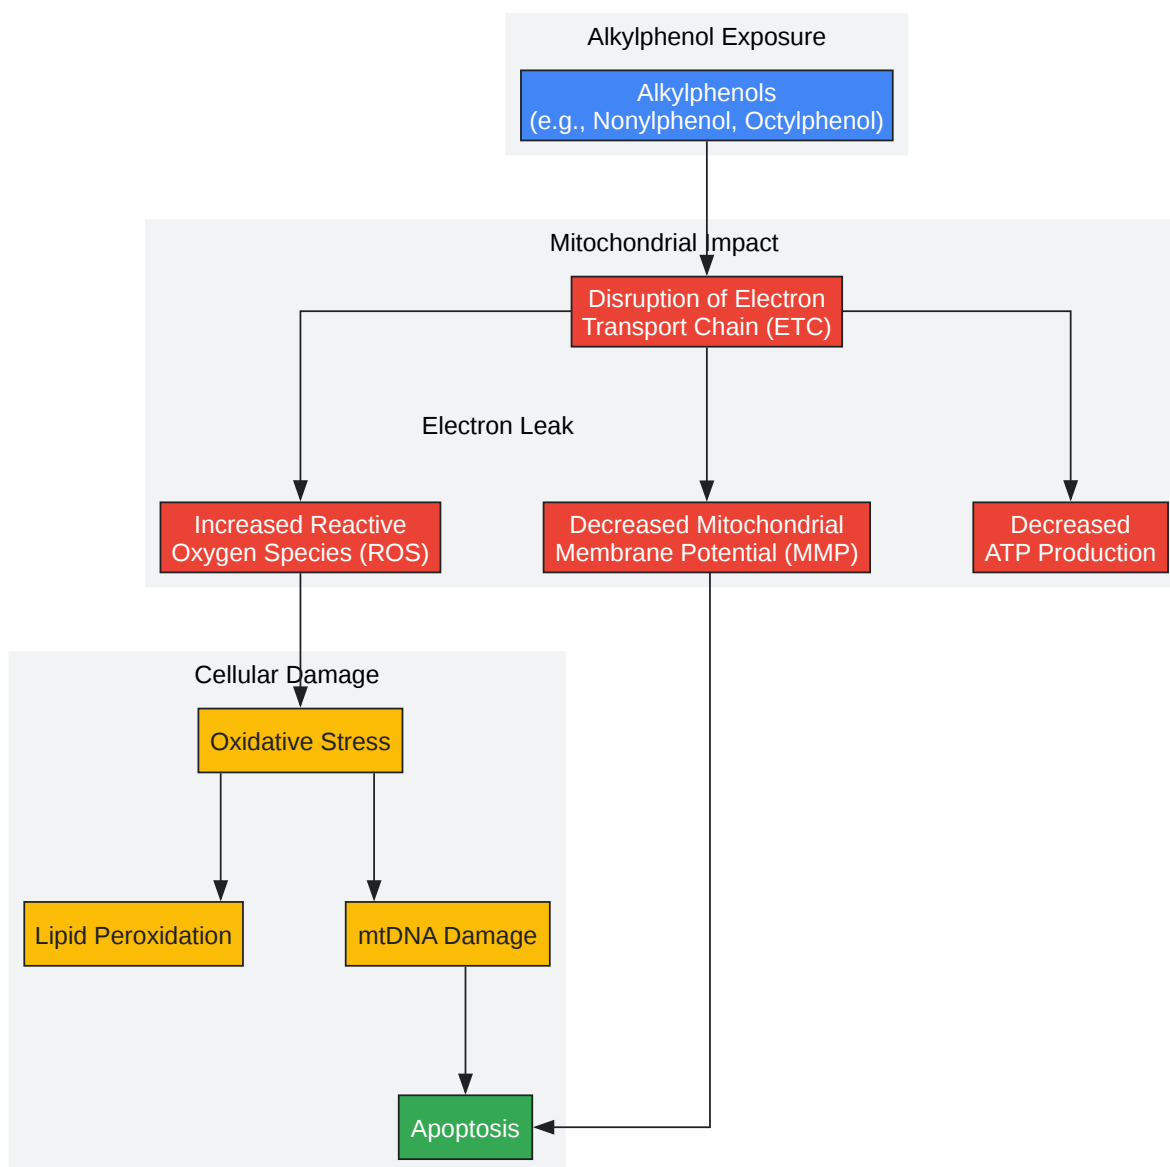 Alkylphenol Exposure
Alkylphenols
(e.g., Nonylphenol, Octylphenol)
Mitochondrial Impact
Disruption of Electron
Transport Chain (ETC)
Electron Leak
Increased Reactive
Oxygen Species (ROS)
Decreased Mitochondrial
Membrane Potential (MMP)
Decreased
ATP Production
Cellular Damage
Oxidative Stress
Lipid Peroxidation
mtDNA Damage
Apoptosis